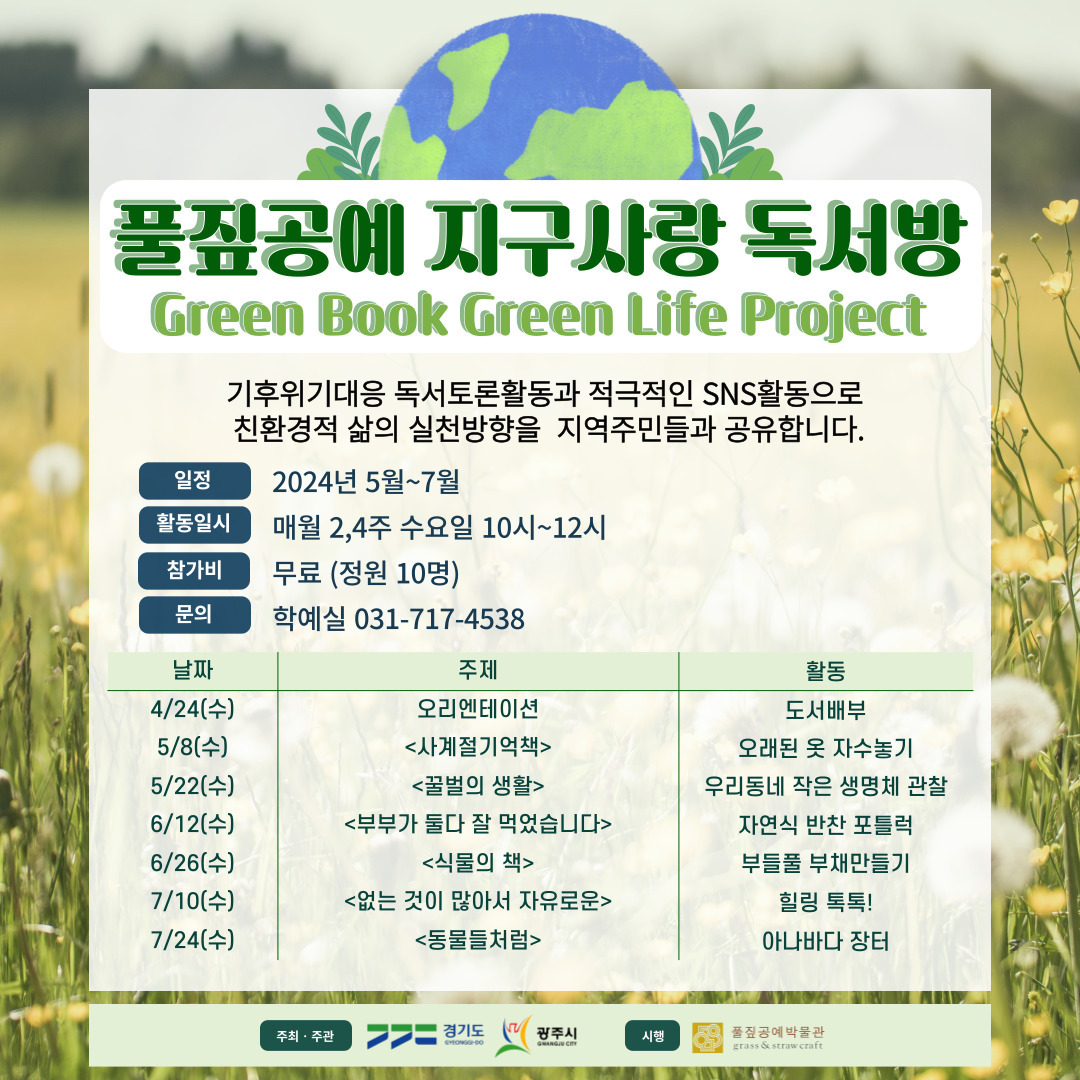 풀짚공예 지구사랑 독서방
Green Book Green Life Project
기후위기대응 독서토론활동과 적극적인 SNS활동으로
친환경적 삶의 실천방향을 지역주민들과 공유합니다.
일정 2024년 5월~7월
활동일시 매월 2,4주 수요일 10시~12시
참가비 무료 (정원 10명)
문의 학예실 031-717-4538
날짜 주제 활동
4/24(수) 오리엔테이션 도서배부
5/8(수) <사계절기억책> 오래된 옷 자수놓기
5/22(수) <꿀벌의 생활> 우리동네 작은 생명체 관찰
6/12(수) <부부가 둘다 잘 먹었습니다> 자연식 반찬 포틀럭
6/26(수) <식물의 책> 부들풀 부채만들기
7/10(수) <없는 것이 많아서 자유로운> 힐링 톡톡!
7/24(수) <동물들처럼> 아나바다 장터
주최 · 주관 경기도 GYEONGGI-DO 광주시 GWANGJU CITY 시행 풀짚공예박물관 grass & straw craft